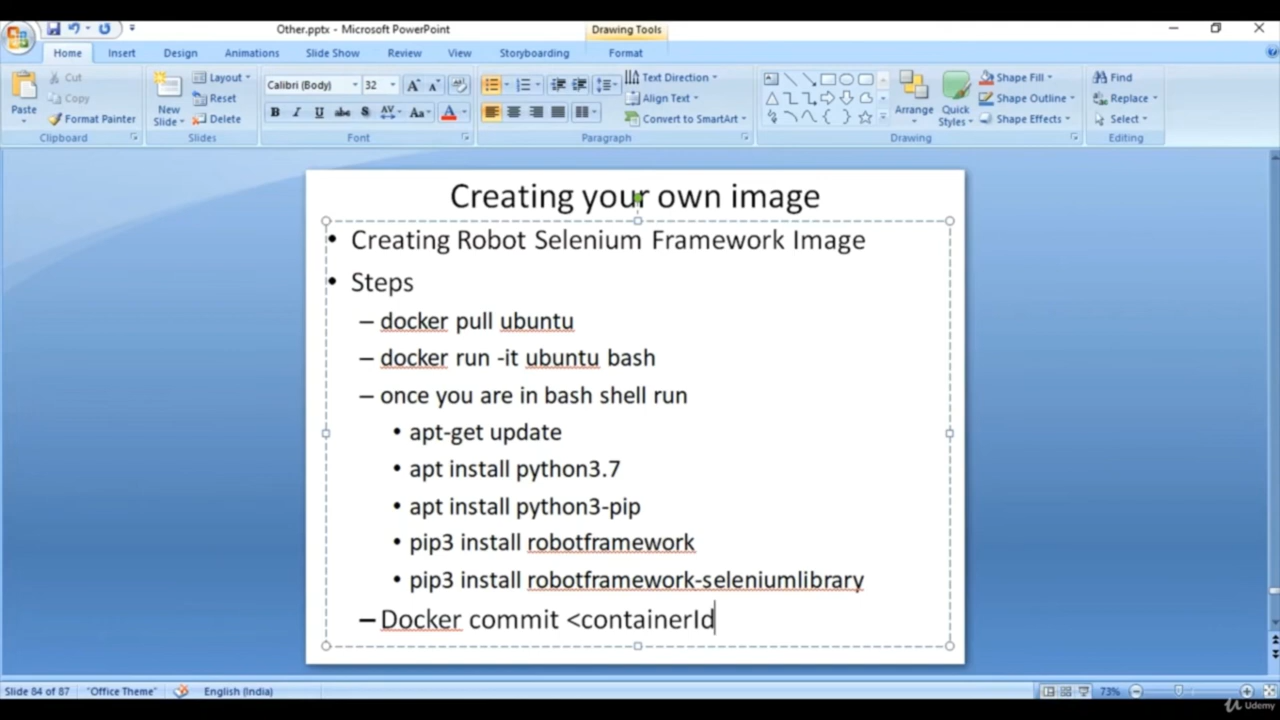 Other.pptx - Microsoft PowerPoint
Drawing Tools
Home Insert Design Animations Slide Show Review View Storyboarding Format
Paste
Cut
Copy
Format Painter
Clipboard
New Slide
Layout
Reset
Delete
Slides
Calibri (Body) 32
B I U abc S AV Aa A
Font
Paragraph
Text Direction
Align Text
Convert to SmartArt
Arrange
Quick Styles
Shape Fill
Shape Outline
Shape Effects
Drawing
Find
Replace
Select
Editing
Creating your own image
• Creating Robot Selenium Framework Image
• Steps
– docker pull ubuntu
– docker run -it ubuntu bash
– once you are in bash shell run
• apt-get update
• apt install python3.7
• apt install python3-pip
• pip3 install robotframework
• pip3 install robotframework-seleniumlibrary
– Docker commit <containerId
Slide 84 of 87 "Office Theme" English (India) 73%
Udemy